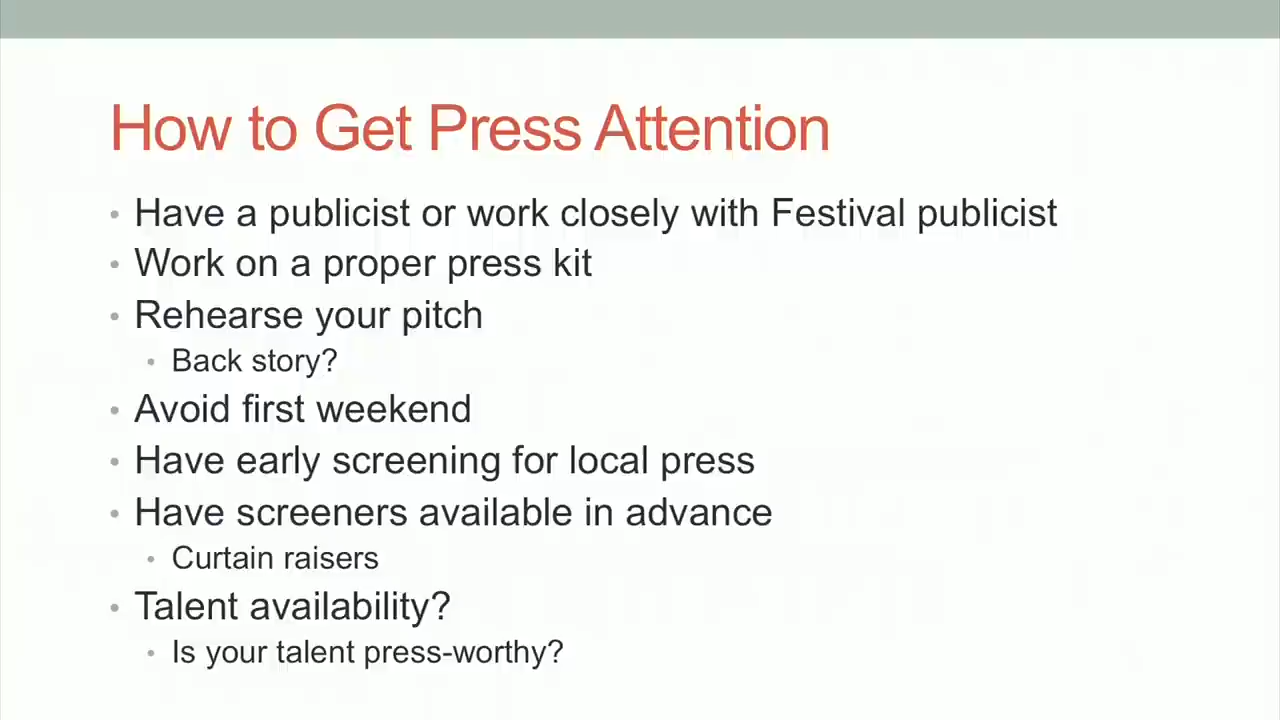 How to Get Press Attention
• Have a publicist or work closely with Festival publicist
• Work on a proper press kit
• Rehearse your pitch
• Back story?
• Avoid first weekend
• Have early screening for local press
• Have screeners available in advance
• Curtain raisers
• Talent availability?
• Is your talent press-worthy?